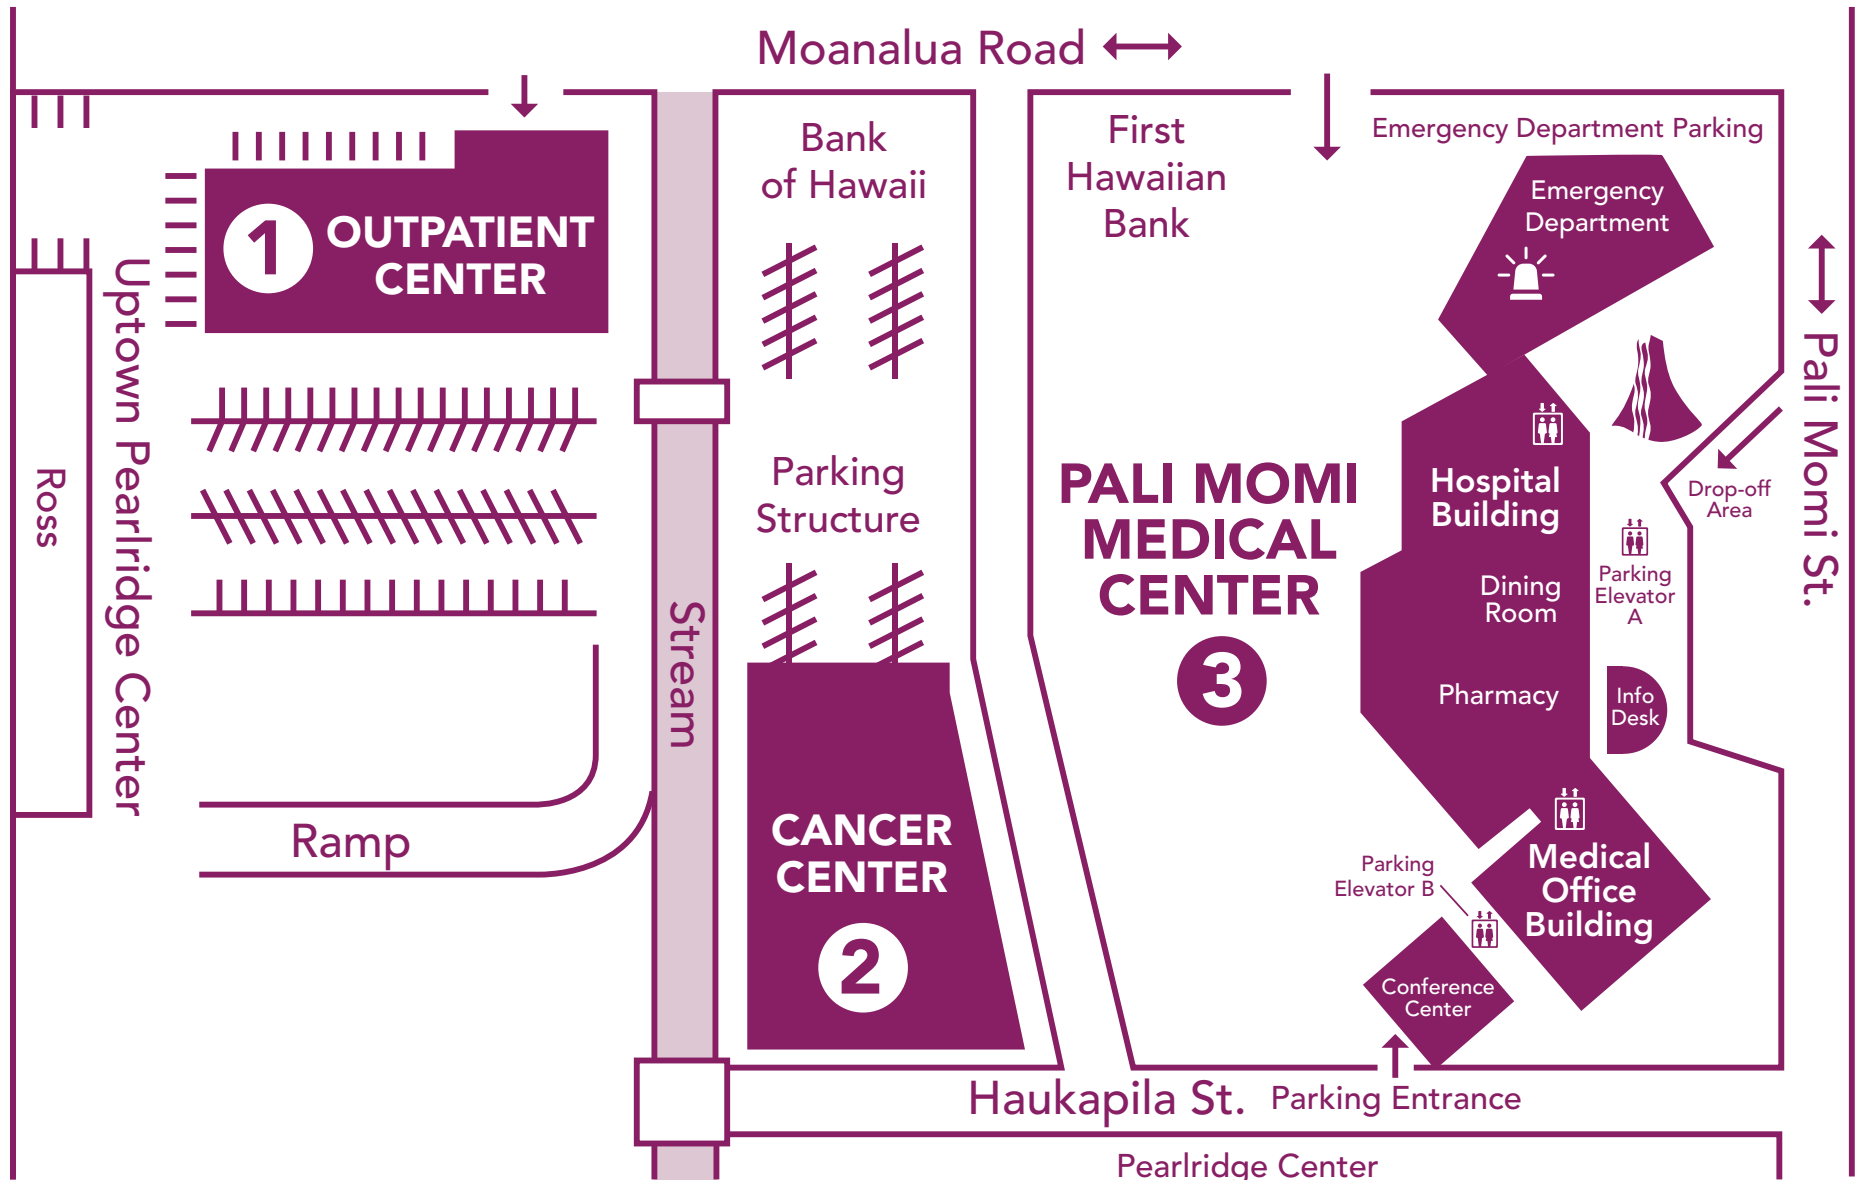 Moanalua Road
Bank
of Hawaii
First
Hawaiian
Bank
Emergency Department Parking
Emergency
Department
1
OUTPATIENT
CENTER
Uptown Pearlridge Center
Ross
Pali Momi St.
Parking
Structure
PALI MOMI
MEDICAL
CENTER
3
Hospital
Building
Drop-off
Area
Parking
Elevator
A
Dining
Room
Pharmacy
Info
Desk
Stream
Ramp
CANCER
CENTER
2
Parking
Elevator B
Medical
Office
Building
Conference
Center
Haukapila St.
Parking Entrance
Pearlridge Center